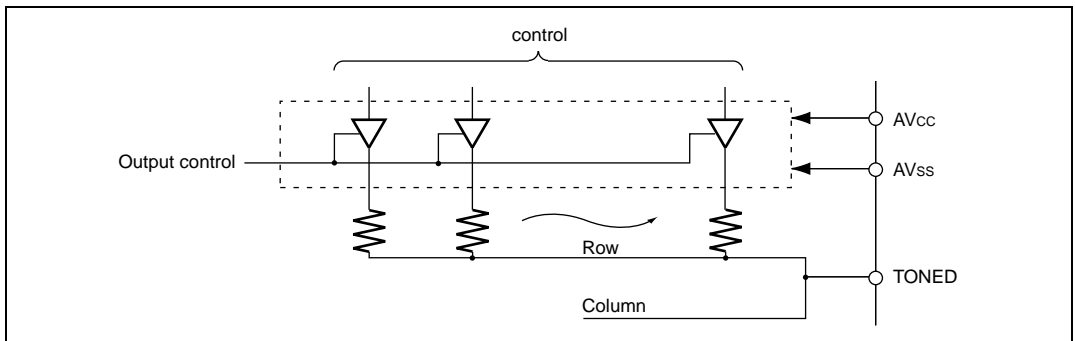 control
Output control
AVCC
AVSS
Row
TONED
Column